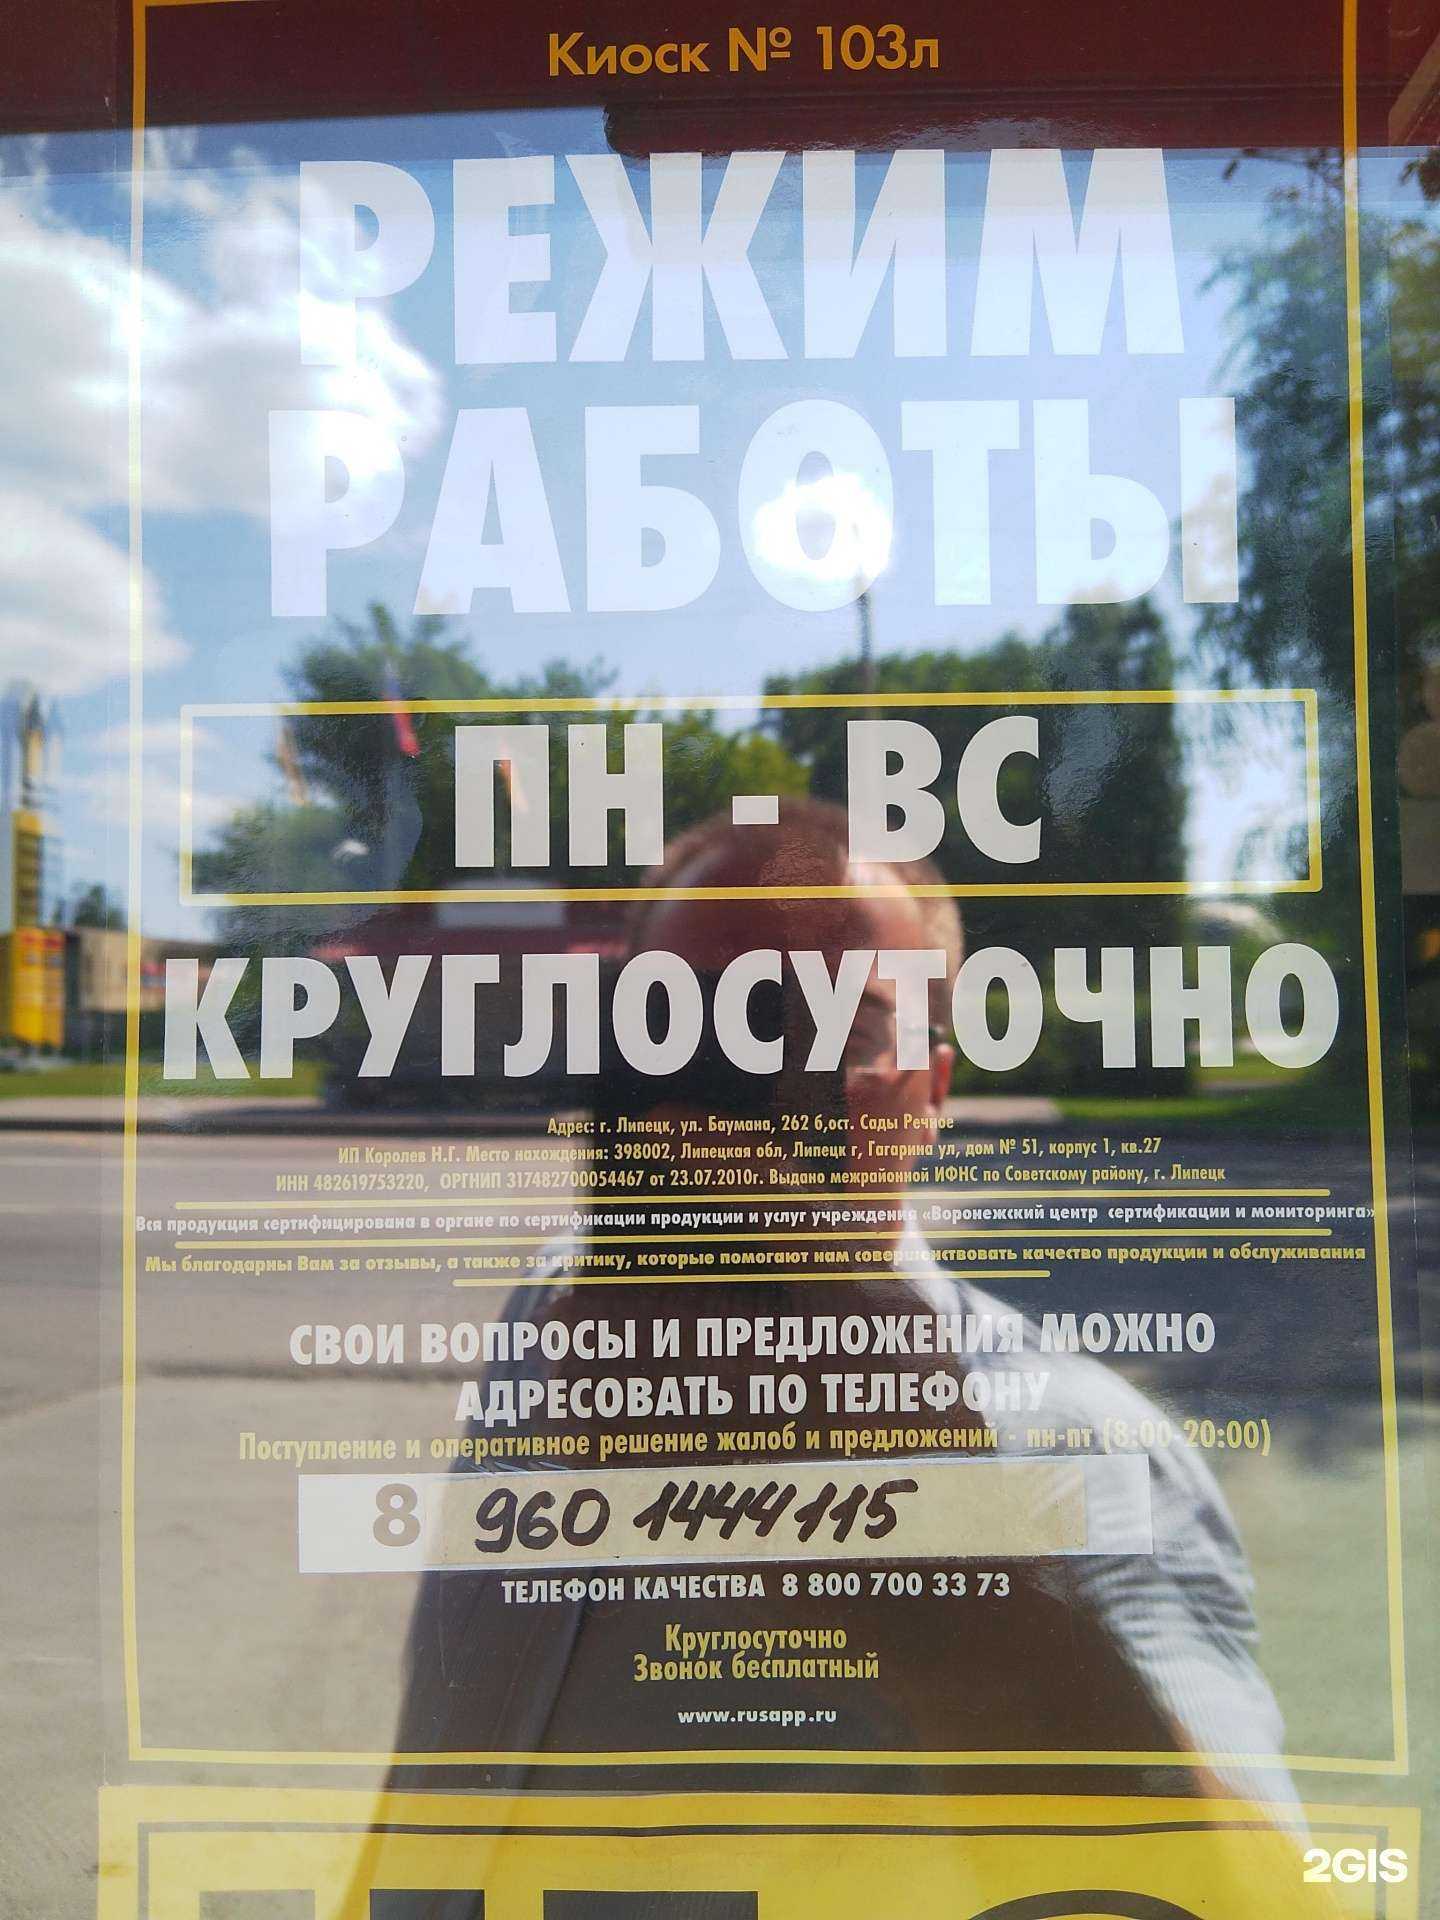 Киоск № 103л
РЕЖИМ
РАБОТЫ
ПН - ВС
КРУГЛОСУТОЧНО
Адрес: г. Липецк, ул. Баумана, 262 б,ост. Сады Речное
ИП Королев Н.Г. Место нахождения: 398002, Липецкая обл, Липецк г, Гагарина ул, дом № 51, корпус 1, кв.27
ИНН 482619753220, ОРГНИП 317482700054467 от 23.07.2010г. Выдано межрайонной ИФНС по Советскому району, г. Липецк
Вся продукция сертифицирована в органе по сертификации продукции и услуг учреждения «Воронежский центр сертификации и мониторинга»
Мы благодарны Вам за отзывы, а также за критику, которые помогают нам совершенствовать качество продукции и обслуживания
СВОИ ВОПРОСЫ И ПРЕДЛОЖЕНИЯ МОЖНО
АДРЕСОВАТЬ ПО ТЕЛЕФОНУ
Поступление и оперативное решение жалоб и предложений - пн-пт (8:00-20:00)
8 960 1444115
ТЕЛЕФОН КАЧЕСТВА 8 800 700 33 73
Круглосуточно
Звонок бесплатный
www.rusapp.ru
2GIS